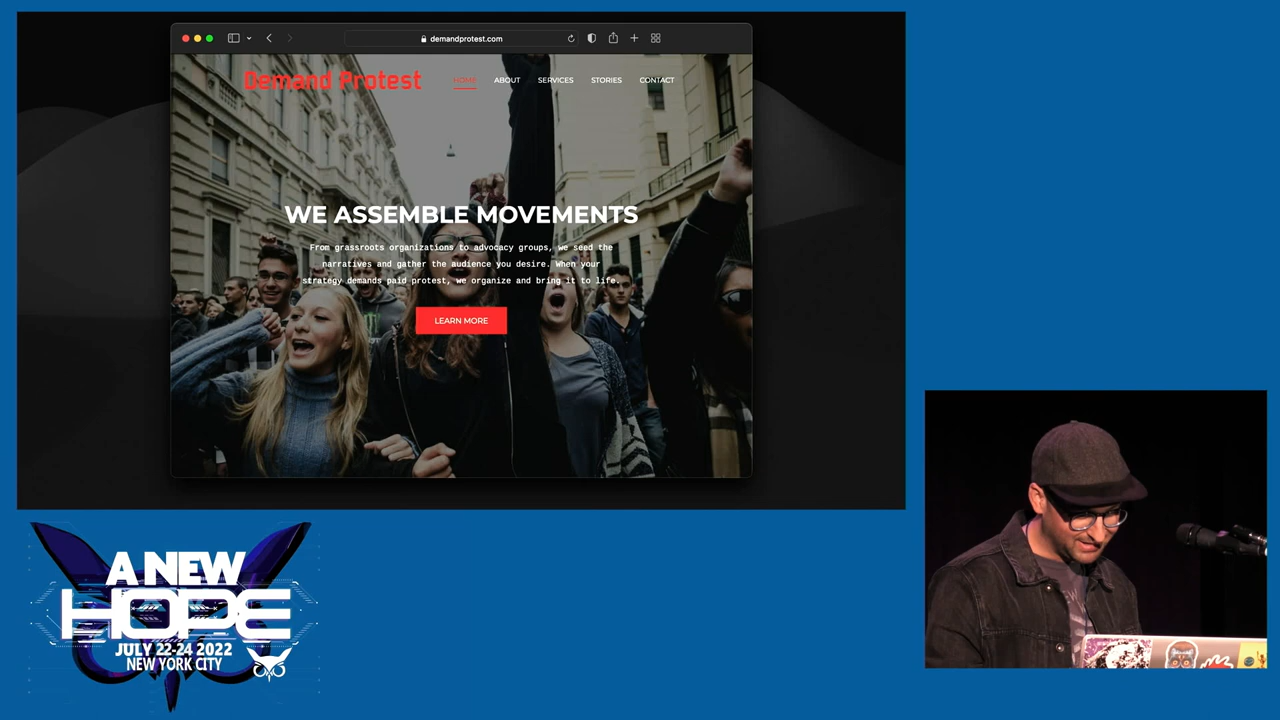 demandprotest.com
Demand Protest
HOME ABOUT SERVICES STORIES CONTACT
WE ASSEMBLE MOVEMENTS
From grassroots organizations to advocacy groups, we seed the
narratives and gather the audience you desire. When your
strategy demands paid protest, we organize and bring it to life.
LEARN MORE
A NEW
HOPE
JULY 22-24 2022
NEW YORK CITY